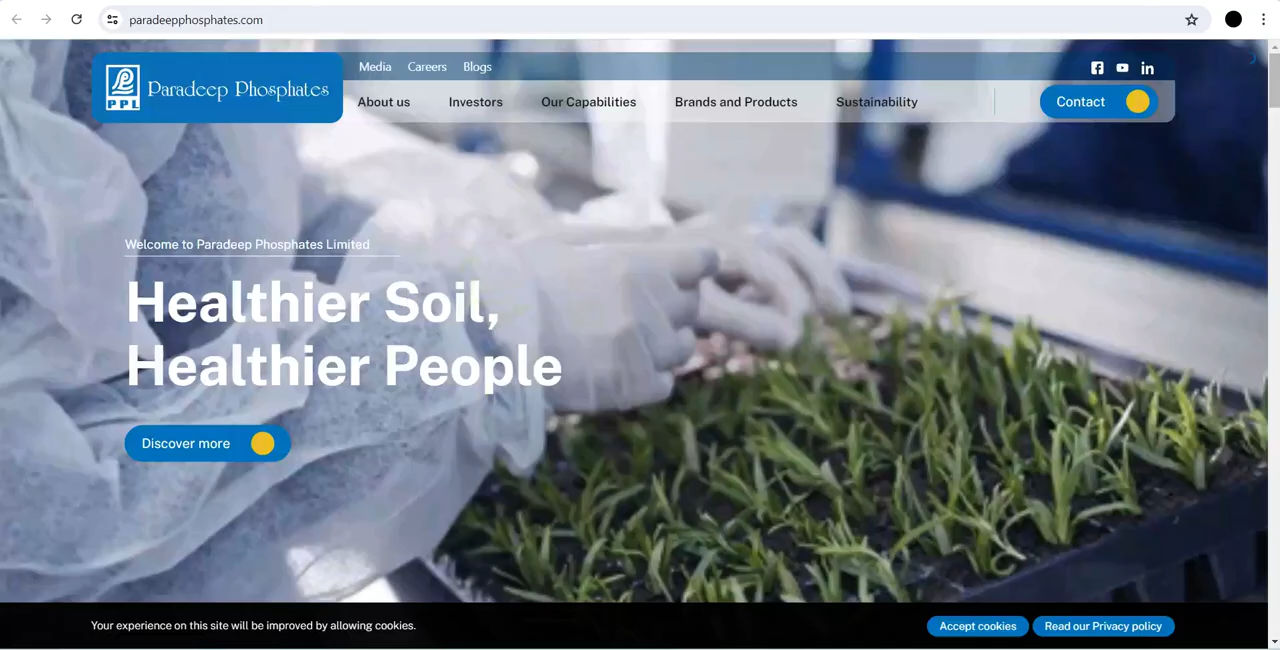 paradeepphosphates.com
Media Careers Blogs
PPL Paradeep Phosphates
About us Investors Our Capabilities Brands and Products Sustainability Contact
Welcome to Paradeep Phosphates Limited
Healthier Soil,
Healthier People
Discover more
Your experience on this site will be improved by allowing cookies. Accept cookies Read our Privacy policy